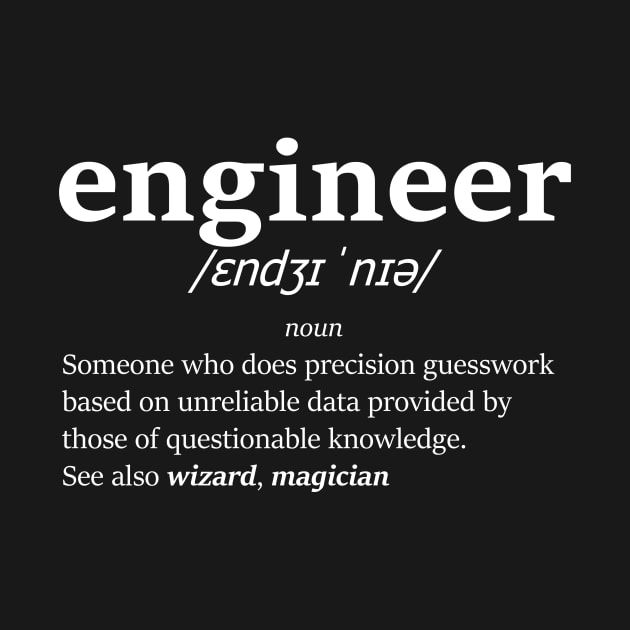 engineer
/ɛndʒɪ ˈnɪə/
noun
Someone who does precision guesswork
based on unreliable data provided by
those of questionable knowledge.
See also wizard, magician